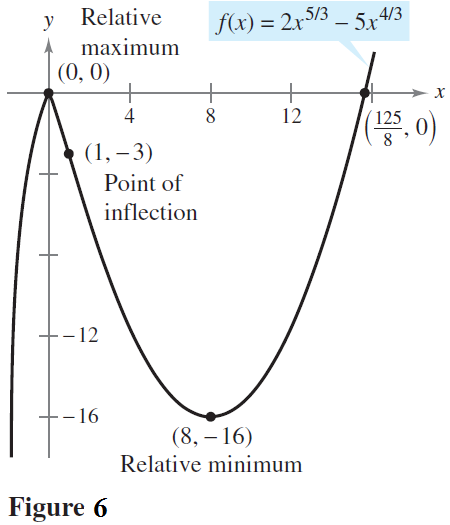 y Relative maximum
f(x) = 2x^{5/3} – 5x^{4/3}
(0, 0)
x
4 8 12
(125/8, 0)
(1, –3)
Point of
inflection
–12
–16
(8, –16)
Relative minimum
Figure 6